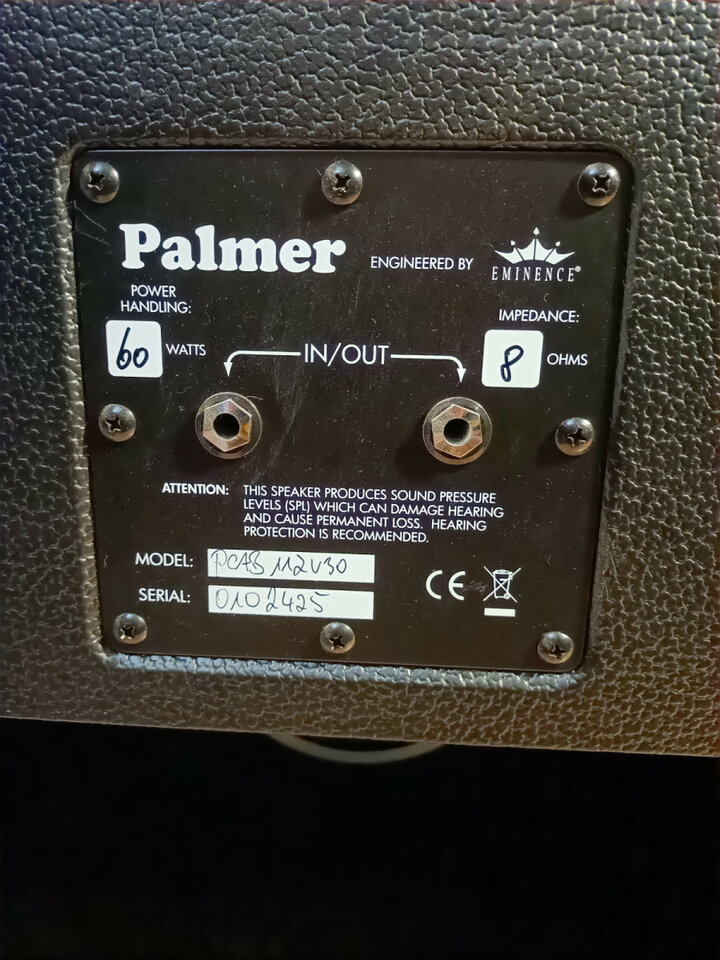 Palmer
ENGINEERED BY
EMINENCE®
POWER
HANDLING:
60 WATTS
IN/OUT
IMPEDANCE:
8 OHMS
ATTENTION: THIS SPEAKER PRODUCES SOUND PRESSURE
LEVELS (SPL) WHICH CAN DAMAGE HEARING
AND CAUSE PERMANENT LOSS. HEARING
PROTECTION IS RECOMMENDED.
MODEL: PCAB 112V30
SERIAL: 0102425
CE